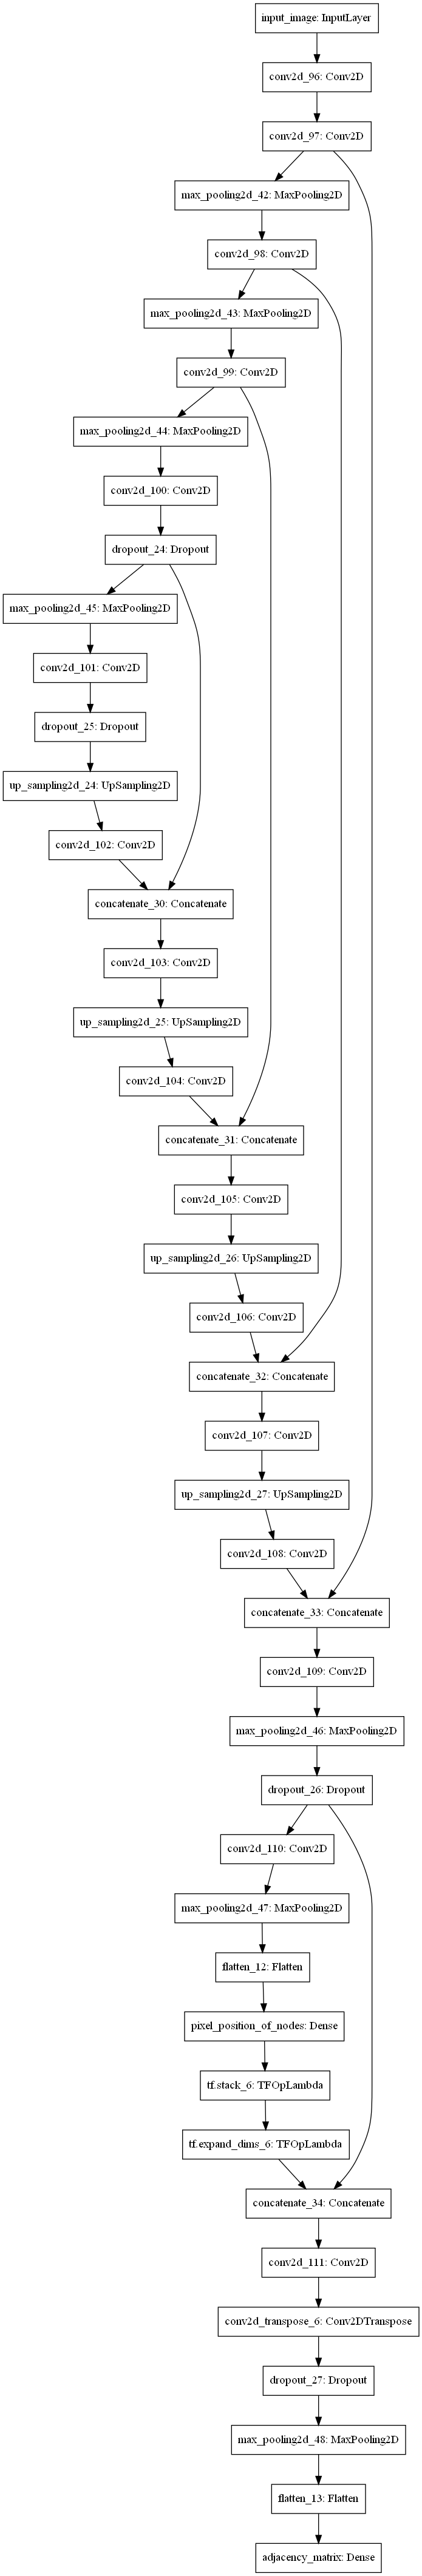 input_image: InputLayer
conv2d_96: Conv2D
conv2d_97: Conv2D
max_pooling2d_42: MaxPooling2D
conv2d_98: Conv2D
max_pooling2d_43: MaxPooling2D
conv2d_99: Conv2D
max_pooling2d_44: MaxPooling2D
conv2d_100: Conv2D
dropout_24: Dropout
max_pooling2d_45: MaxPooling2D
conv2d_101: Conv2D
dropout_25: Dropout
up_sampling2d_24: UpSampling2D
conv2d_102: Conv2D
concatenate_30: Concatenate
conv2d_103: Conv2D
up_sampling2d_25: UpSampling2D
conv2d_104: Conv2D
concatenate_31: Concatenate
conv2d_105: Conv2D
up_sampling2d_26: UpSampling2D
conv2d_106: Conv2D
concatenate_32: Concatenate
conv2d_107: Conv2D
up_sampling2d_27: UpSampling2D
conv2d_108: Conv2D
concatenate_33: Concatenate
conv2d_109: Conv2D
max_pooling2d_46: MaxPooling2D
dropout_26: Dropout
conv2d_110: Conv2D
max_pooling2d_47: MaxPooling2D
flatten_12: Flatten
pixel_position_of_nodes: Dense
tf.stack_6: TFOpLambda
tf.expand_dims_6: TFOpLambda
concatenate_34: Concatenate
conv2d_111: Conv2D
conv2d_transpose_6: Conv2DTranspose
dropout_27: Dropout
max_pooling2d_48: MaxPooling2D
flatten_13: Flatten
adjacency_matrix: Dense